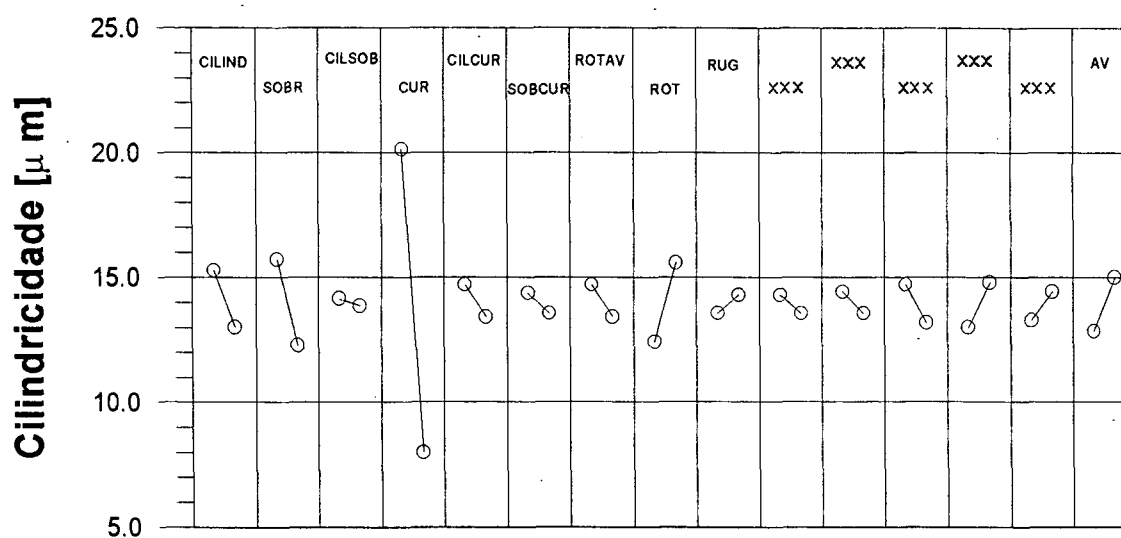 Cilindricidade [μ m]
25.0
20.0
15.0
10.0
5.0
CILIND
SOBR
CILSOB
CUR
CILCUR
SOBCUR
ROTAV
ROT
RUG
XXX
XXX
XXX
XXX
XXX
AV